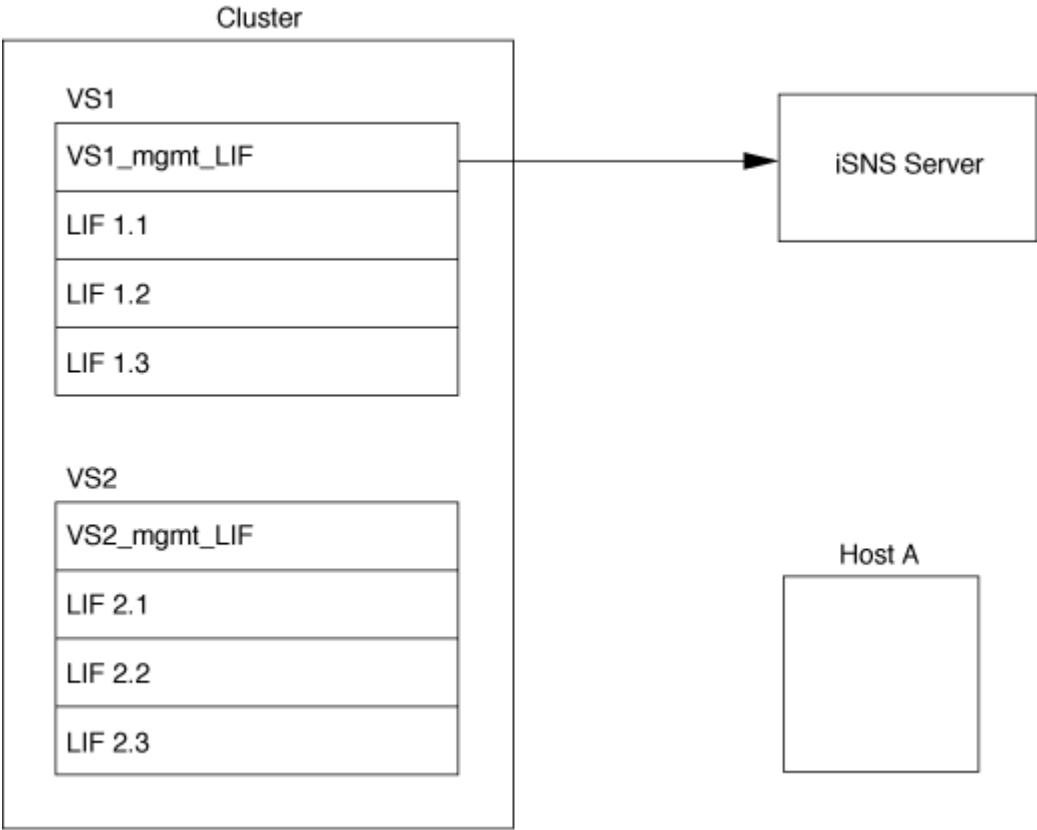 Cluster
VS1
VS1_mgmt_LIF
LIF 1.1
LIF 1.2
LIF 1.3
iSNS Server
VS2
VS2_mgmt_LIF
LIF 2.1
LIF 2.2
LIF 2.3
Host A